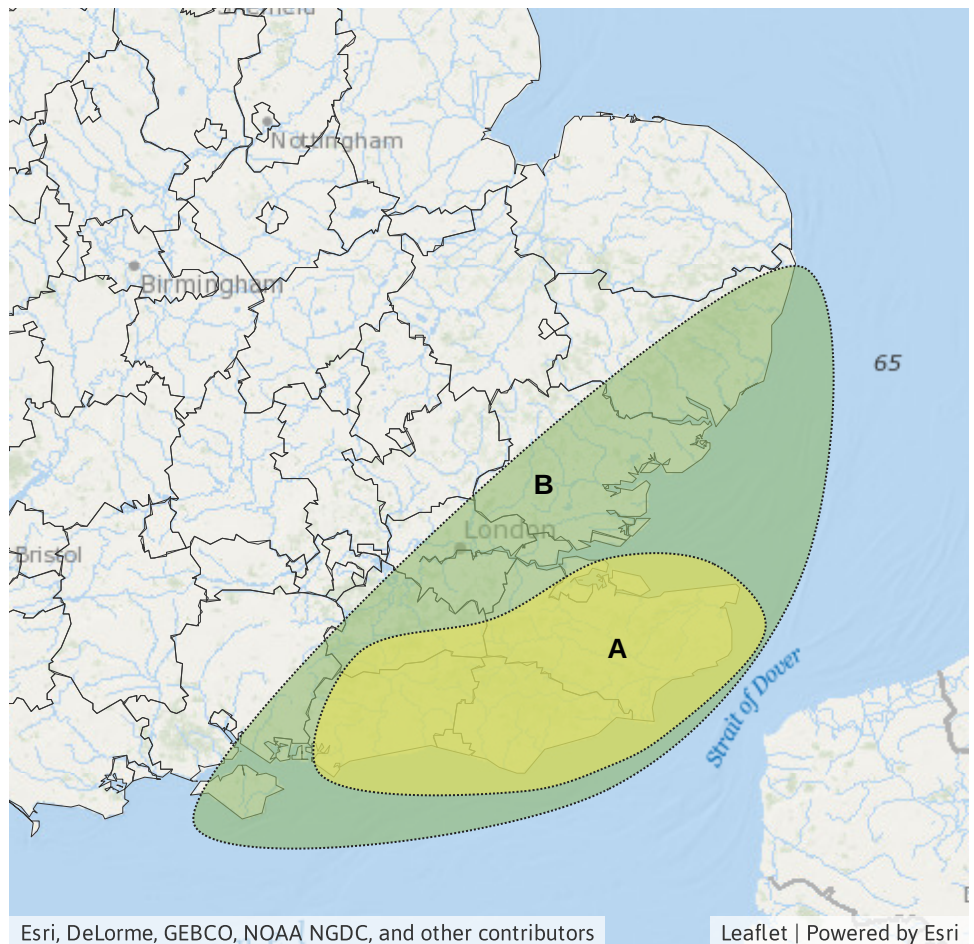 Nottingham
Birmingham
65
B
London
Bristol
A
Strait of Dover
Esri, DeLorme, GEBCO, NOAA NGDC, and other contributors
Leaflet | Powered by Esri